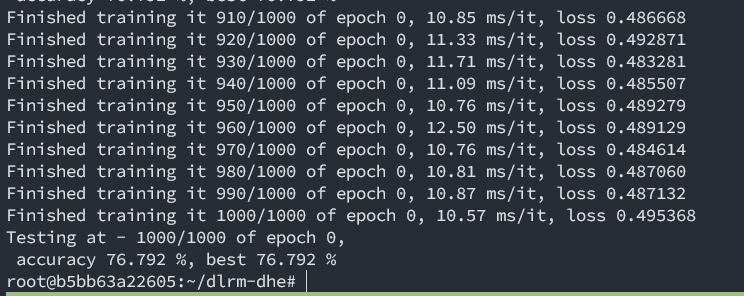 accuracy 76.792 %, best 76.792 %
Finished training it 910/1000 of epoch 0, 10.85 ms/it, loss 0.486668
Finished training it 920/1000 of epoch 0, 11.33 ms/it, loss 0.492871
Finished training it 930/1000 of epoch 0, 11.71 ms/it, loss 0.483281
Finished training it 940/1000 of epoch 0, 11.09 ms/it, loss 0.485507
Finished training it 950/1000 of epoch 0, 10.76 ms/it, loss 0.489279
Finished training it 960/1000 of epoch 0, 12.50 ms/it, loss 0.489129
Finished training it 970/1000 of epoch 0, 10.76 ms/it, loss 0.484614
Finished training it 980/1000 of epoch 0, 10.81 ms/it, loss 0.487060
Finished training it 990/1000 of epoch 0, 10.87 ms/it, loss 0.487132
Finished training it 1000/1000 of epoch 0, 10.57 ms/it, loss 0.495368
Testing at - 1000/1000 of epoch 0,
 accuracy 76.792 %, best 76.792 %
root@b5bb63a22605:~/dlrm-dhe#